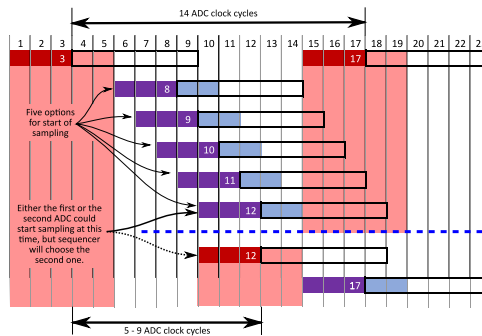 14 ADC clock cycles
1 2 3 4 5 6 7 8 9 10 11 12 13 14 15 16 17 18 19 20 21 22
3 17
8
Five options
for start of
sampling
9
10
11
Either the first or the
second ADC could
start sampling at this
time, but sequencer
will choose the
second one.
12
12
17
5 - 9 ADC clock cycles